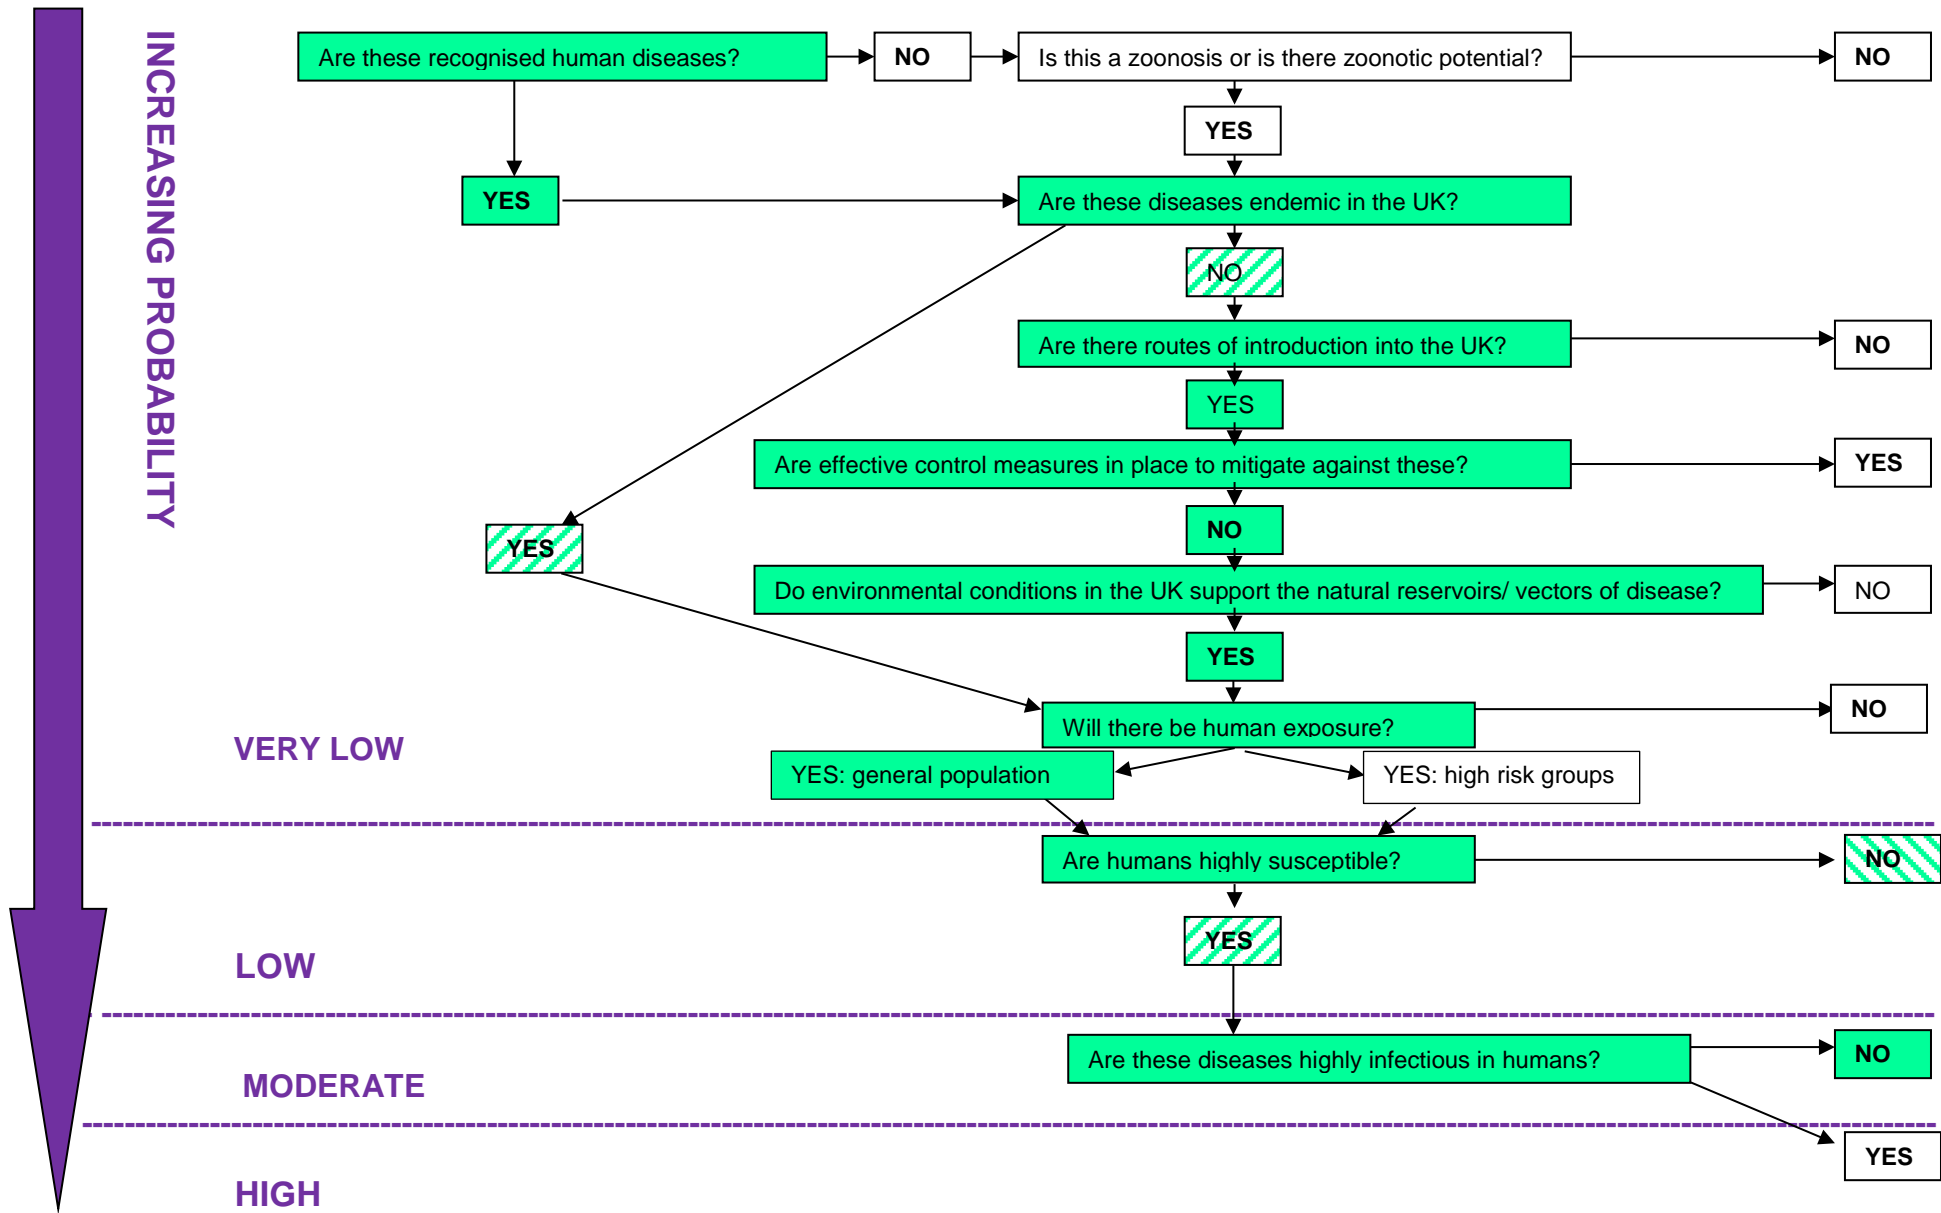 INCREASING PROBABILITY
Are these recognised human diseases?
NO
Is this a zoonosis or is there zoonotic potential?
NO
YES
YES
Are these diseases endemic in the UK?
NO
Are there routes of introduction into the UK?
NO
YES
Are effective control measures in place to mitigate against these?
YES
NO
YES
Do environmental conditions in the UK support the natural reservoirs/ vectors of disease?
NO
YES
Will there be human exposure?
NO
VERY LOW
YES: general population
YES: high risk groups
Are humans highly susceptible?
NO
YES
LOW
Are these diseases highly infectious in humans?
NO
MODERATE
YES
HIGH